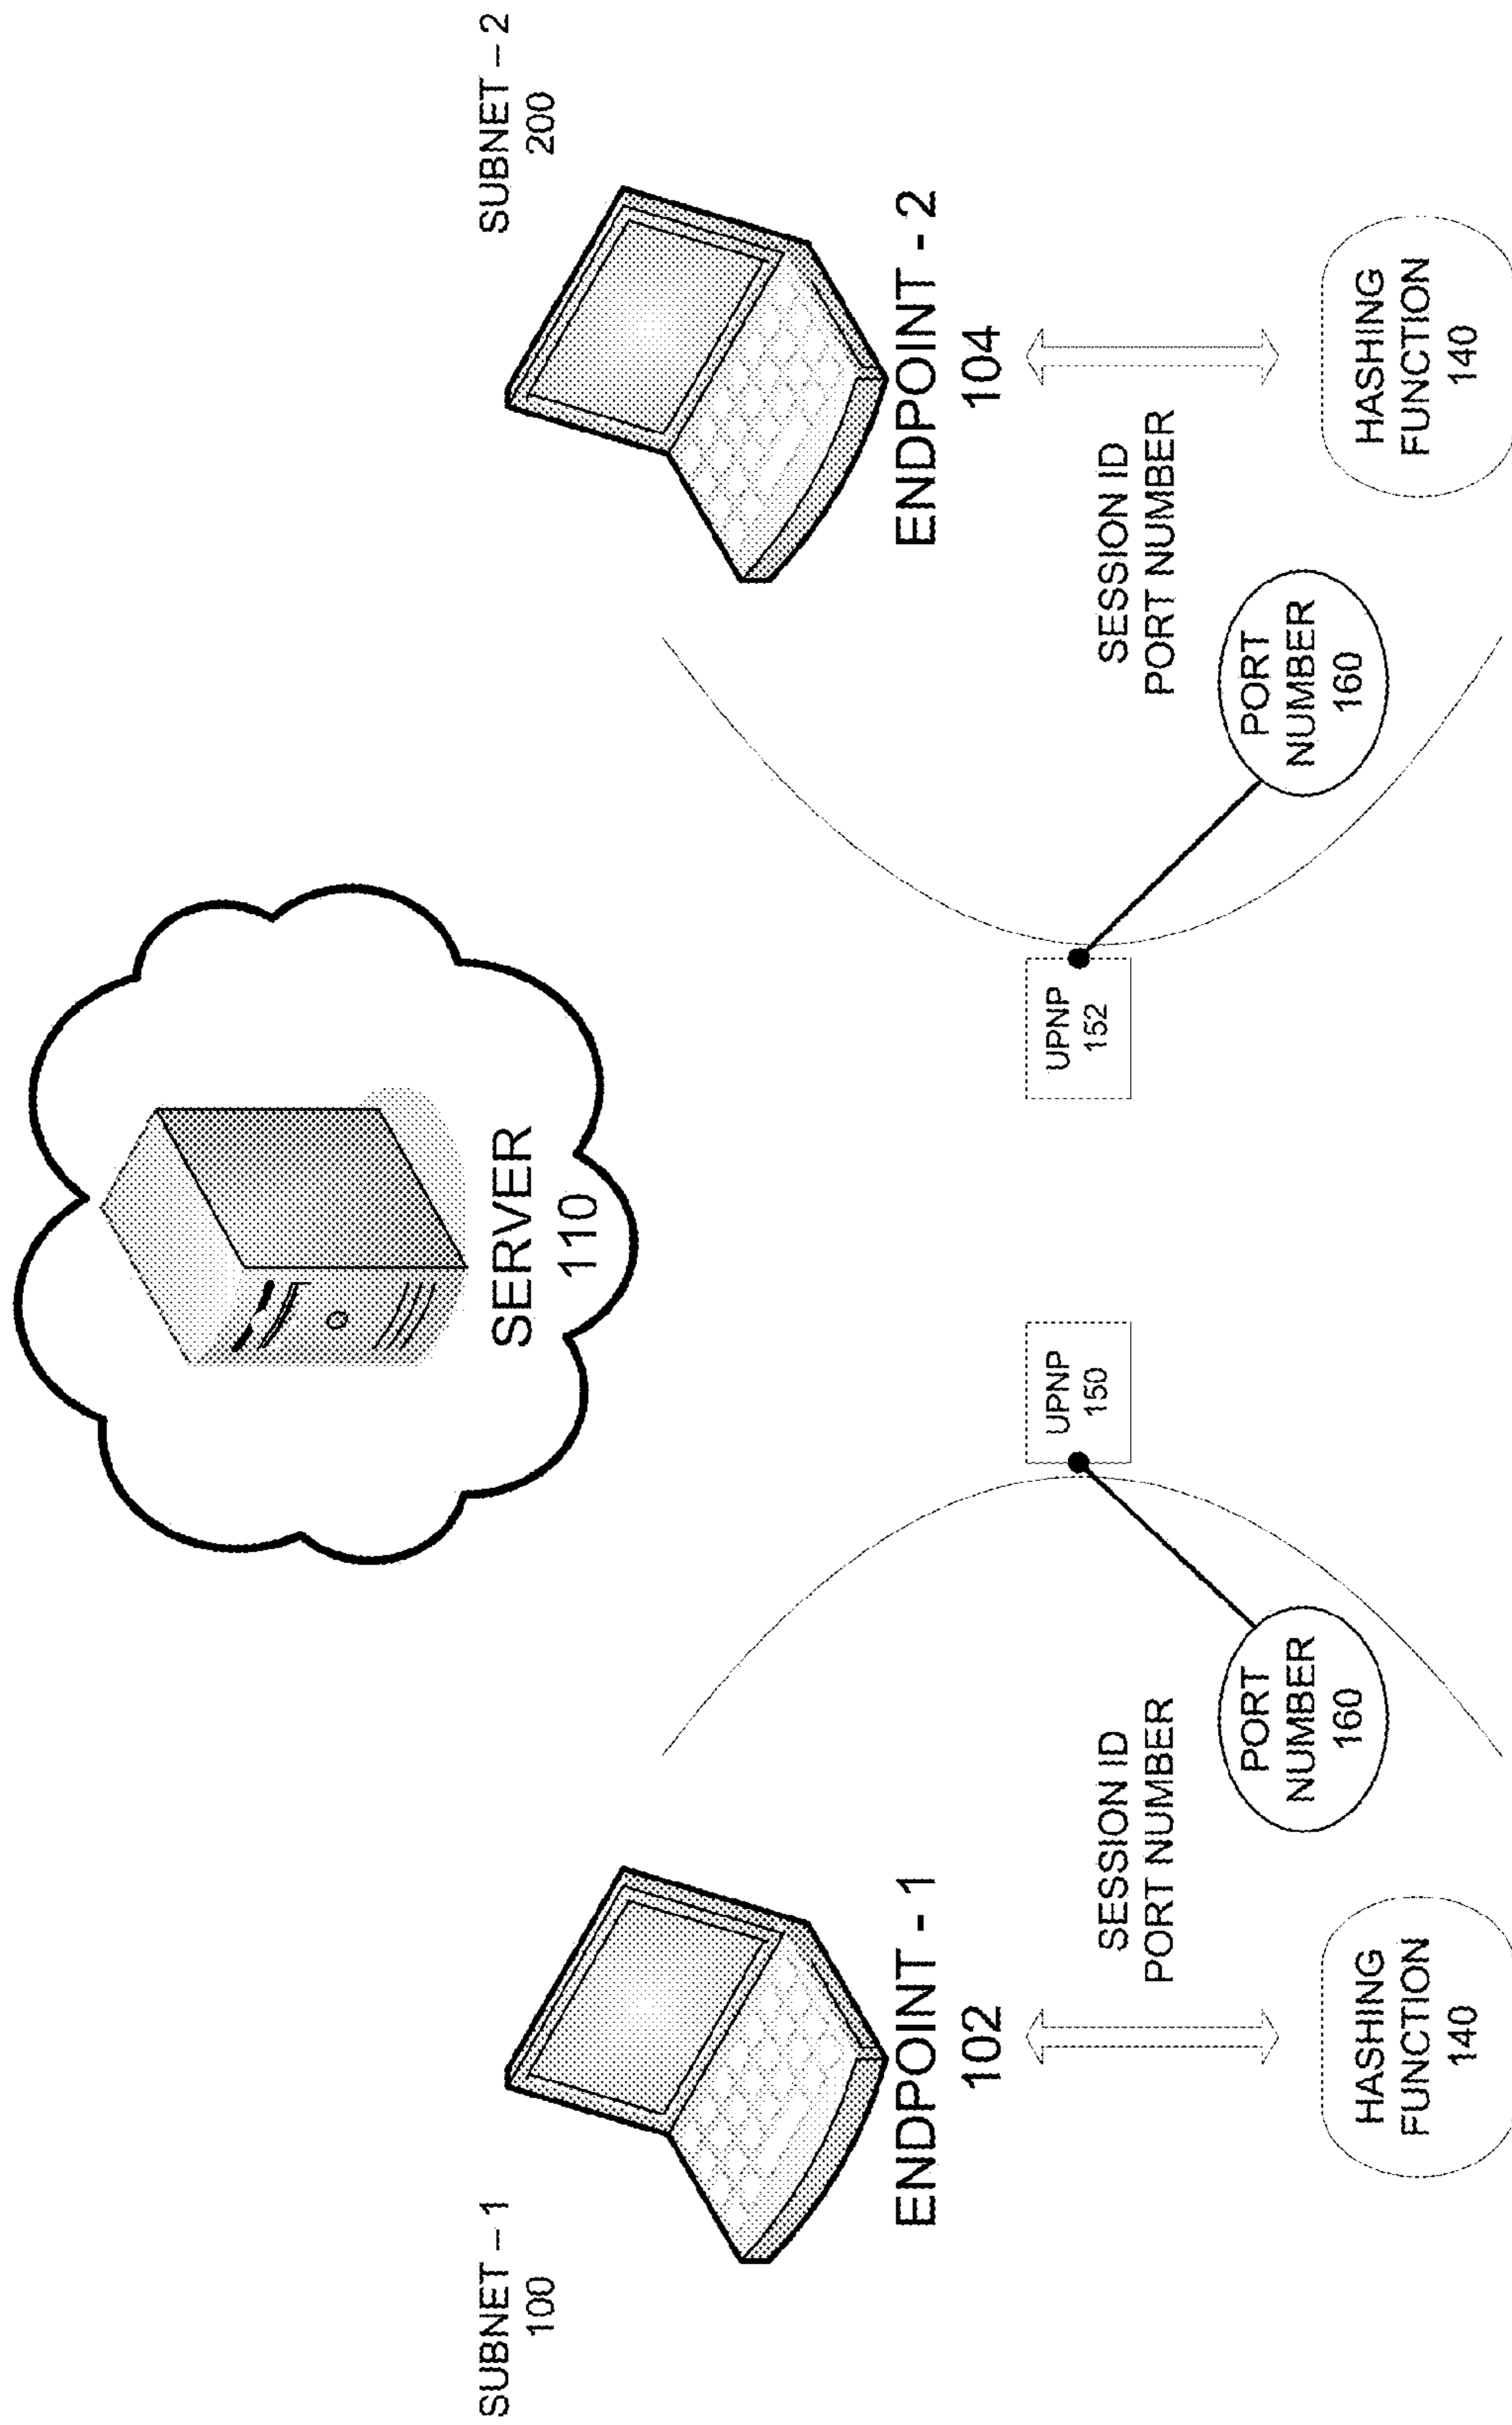 SERVER
110
SUBNET – 1
100
SUBNET – 2
200
ENDPOINT - 1
102
ENDPOINT - 2
104
UPNP
150
UPNP
152
SESSION ID
PORT NUMBER
SESSION ID
PORT NUMBER
PORT
NUMBER
160
PORT
NUMBER
160
HASHING
FUNCTION
140
HASHING
FUNCTION
140